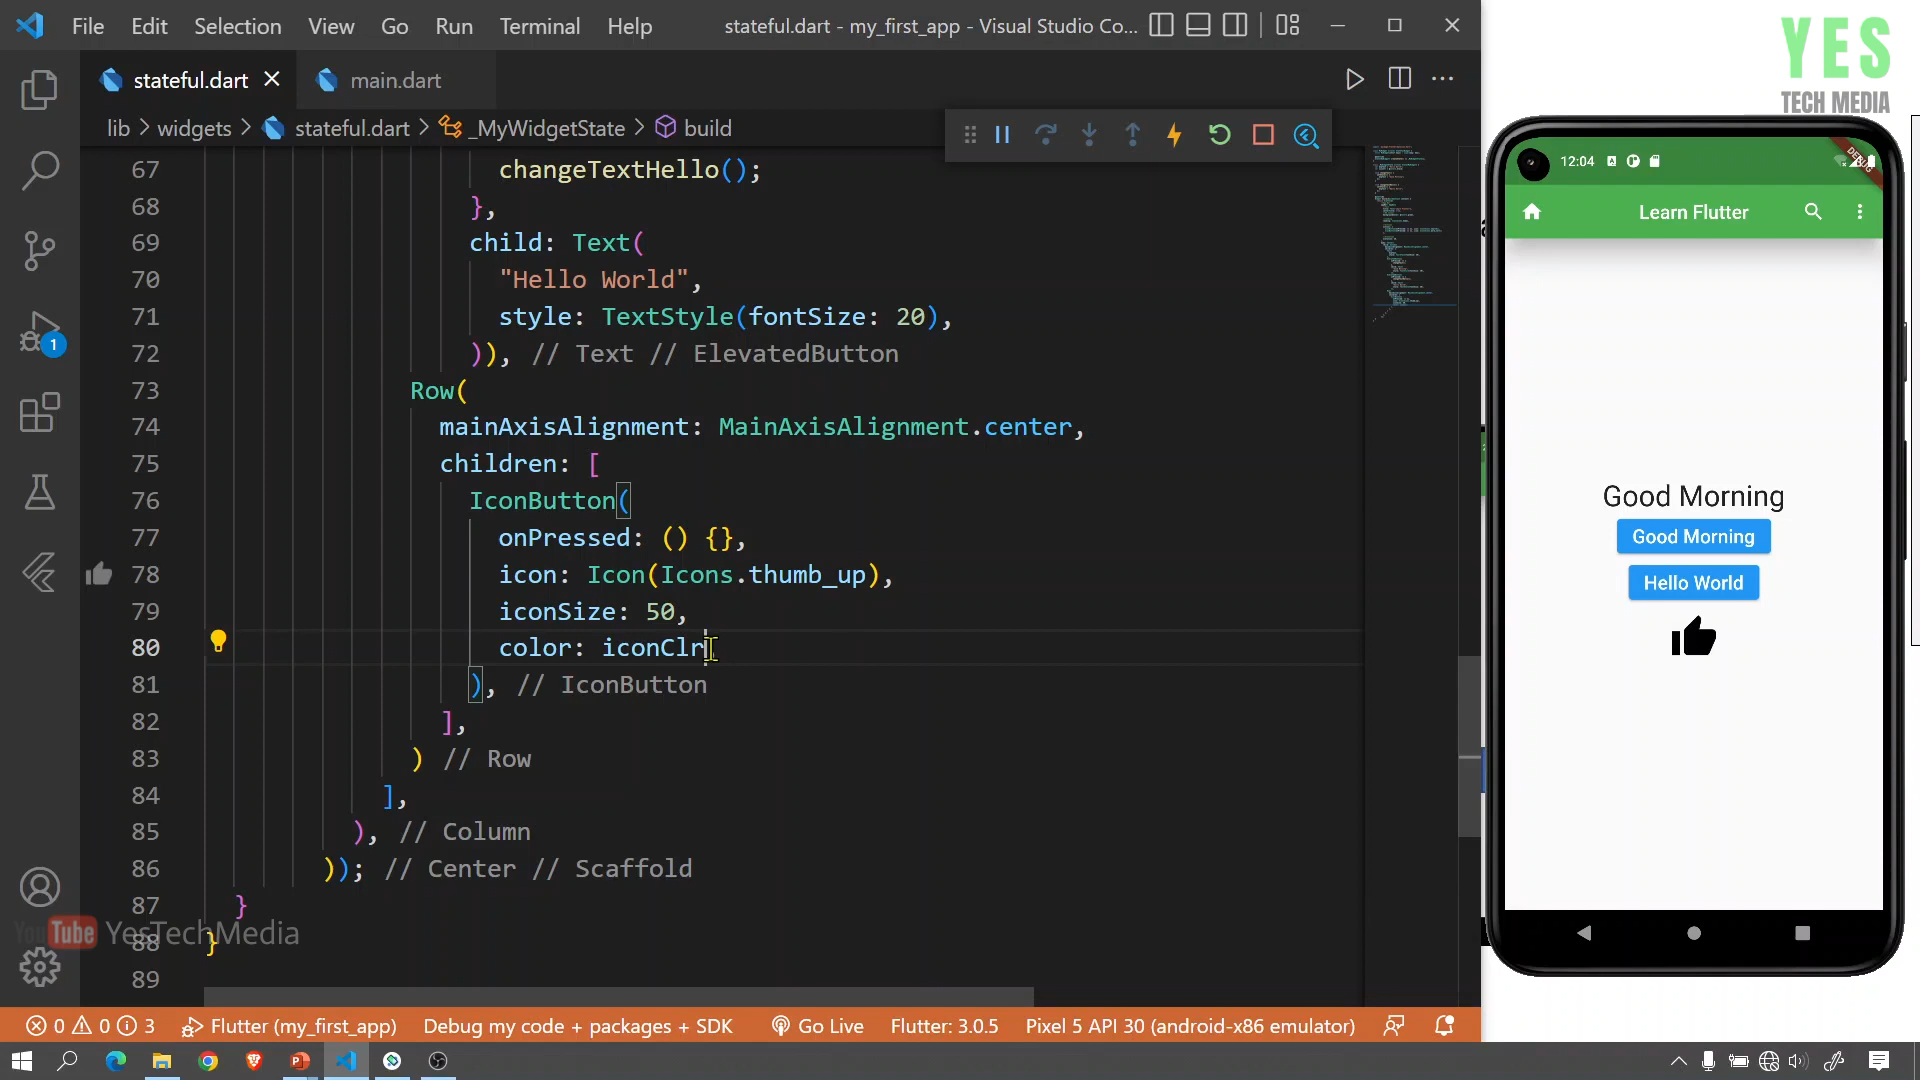 File Edit Selection View Go Run Terminal Help stateful.dart - my_first_app - Visual Studio Co...
stateful.dart main.dart
lib > widgets > stateful.dart > _MyWidgetState > build
67 changeTextHello();
68 },
69 child: Text(
70 "Hello World",
71 style: TextStyle(fontSize: 20),
72 )), // Text // ElevatedButton
73 Row(
74 mainAxisAlignment: MainAxisAlignment.center,
75 children: [
76 IconButton(
77 onPressed: () {},
78 icon: Icon(Icons.thumb_up),
79 iconSize: 50,
80 color: iconClr
81 ), // IconButton
82 ],
83 ) // Row
84 ],
85 ), // Column
86 )); // Center // Scaffold
87 }
88 }
89
YouTube YesTechMedia
1
0 0 3 Flutter (my_first_app) Debug my code + packages + SDK Go Live Flutter: 3.0.5 Pixel 5 API 30 (android-x86 emulator)
YES
TECH MEDIA
12:04
DEBUG
Learn Flutter
Good Morning
Good Morning
Hello World